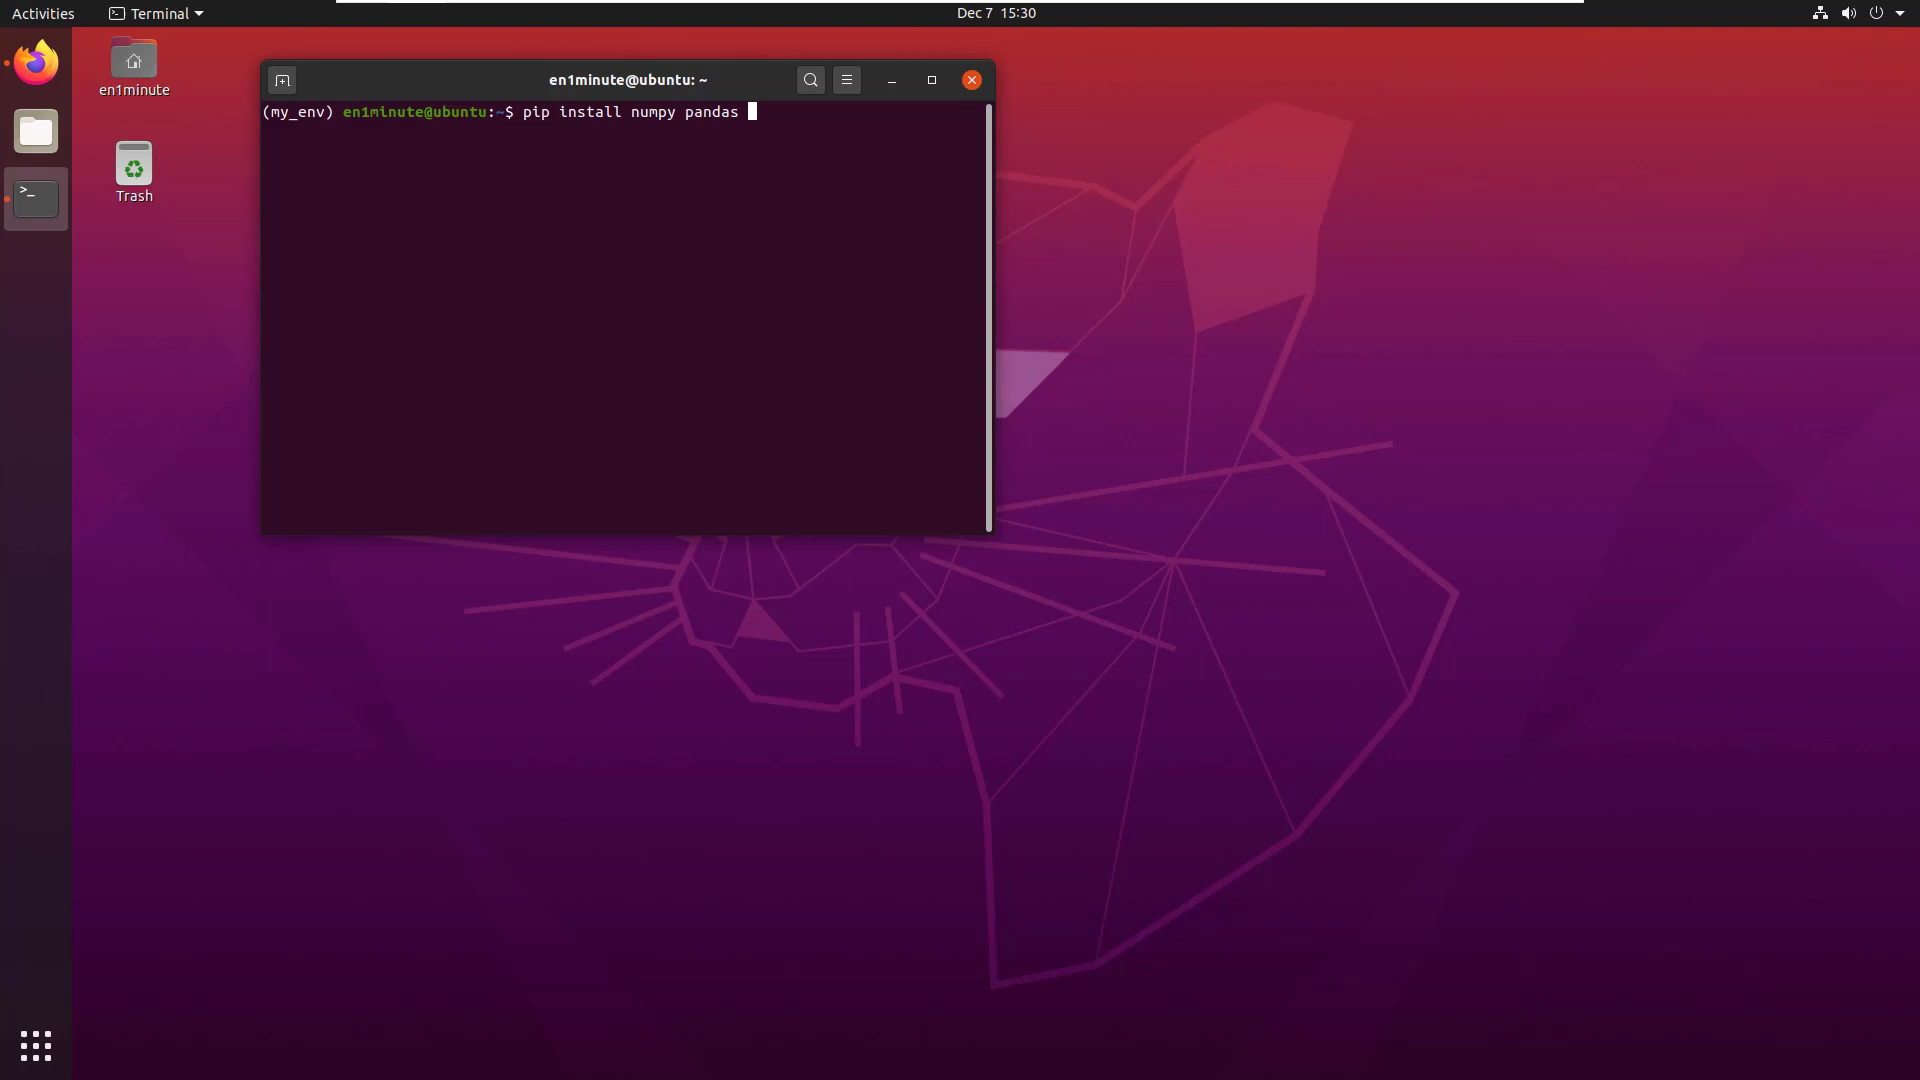 Activities
Terminal
Dec 7 15:30
en1minute
Trash
en1minute@ubuntu: ~
(my_env) en1minute@ubuntu:~$ pip install numpy pandas
>_